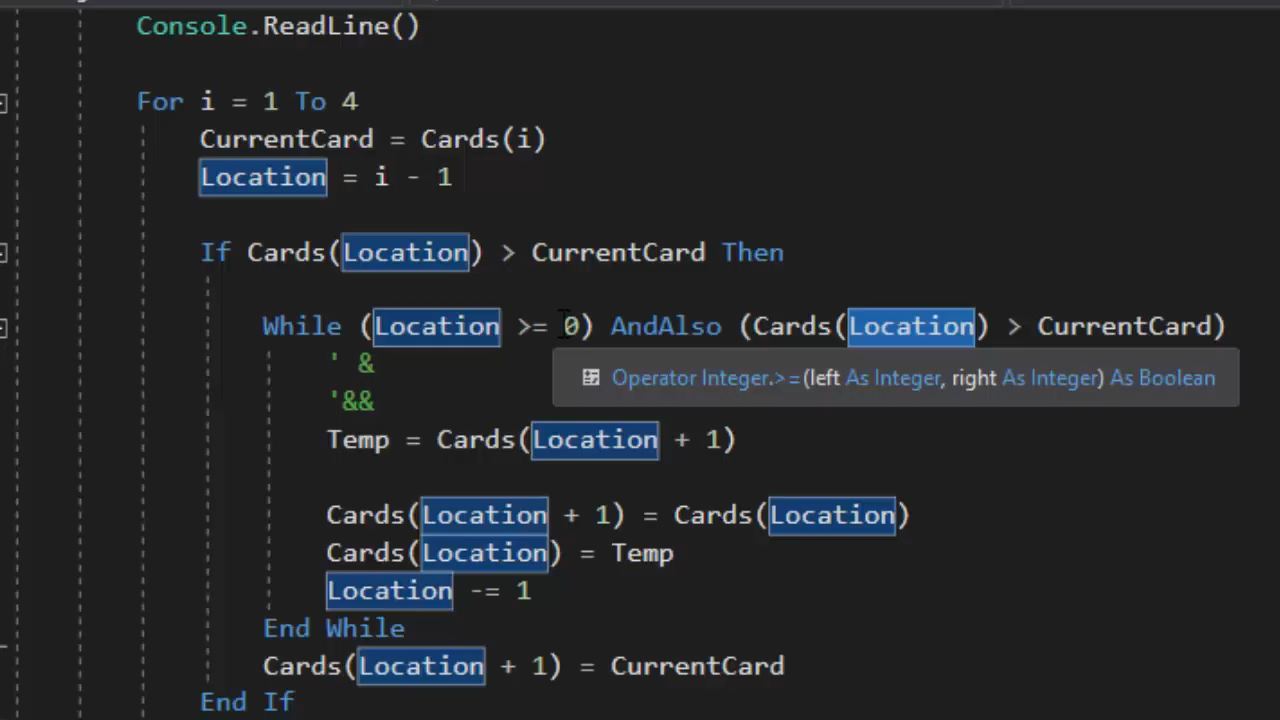 Console.ReadLine()
For i = 1 To 4
CurrentCard = Cards(i)
Location = i - 1
If Cards(Location) > CurrentCard Then
While (Location >= 0) AndAlso (Cards(Location) > CurrentCard)
' &
'&&
Operator Integer.>=(left As Integer, right As Integer) As Boolean
Temp = Cards(Location + 1)
Cards(Location + 1) = Cards(Location)
Cards(Location) = Temp
Location -= 1
End While
Cards(Location + 1) = CurrentCard
End If